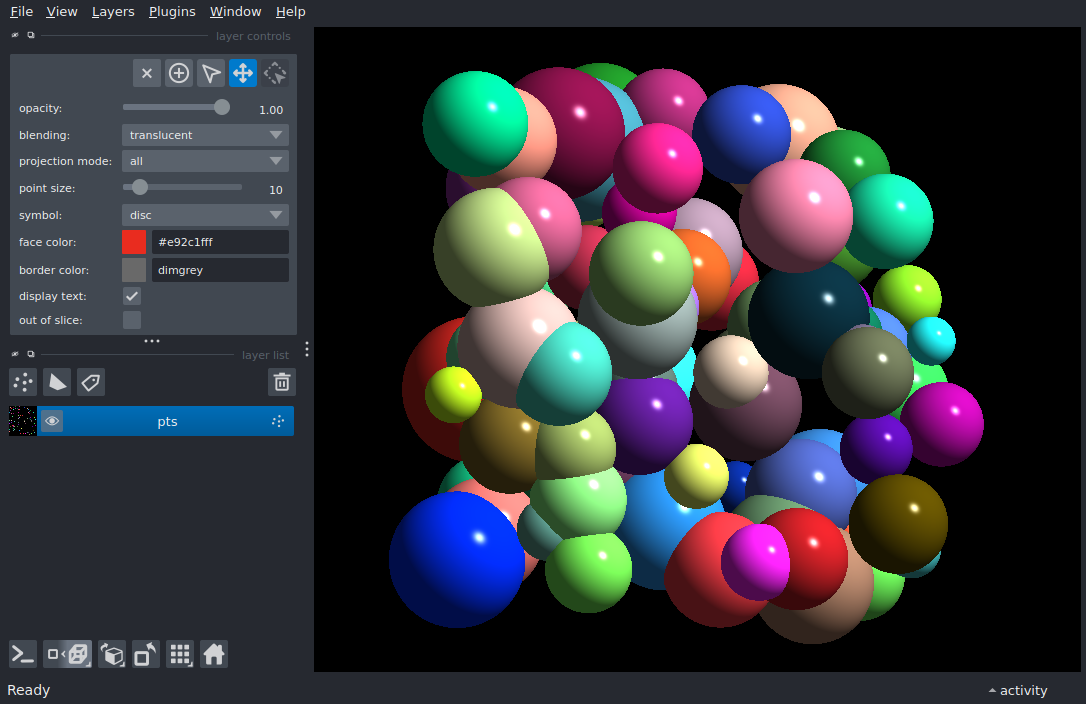 File View Layers Plugins Window Help
layer controls
opacity: 1.00
blending: translucent
projection mode: all
point size: 10
symbol: disc
face color: #e92c1fff
border color: dimgrey
display text:
out of slice:
layer list
pts
Ready activity